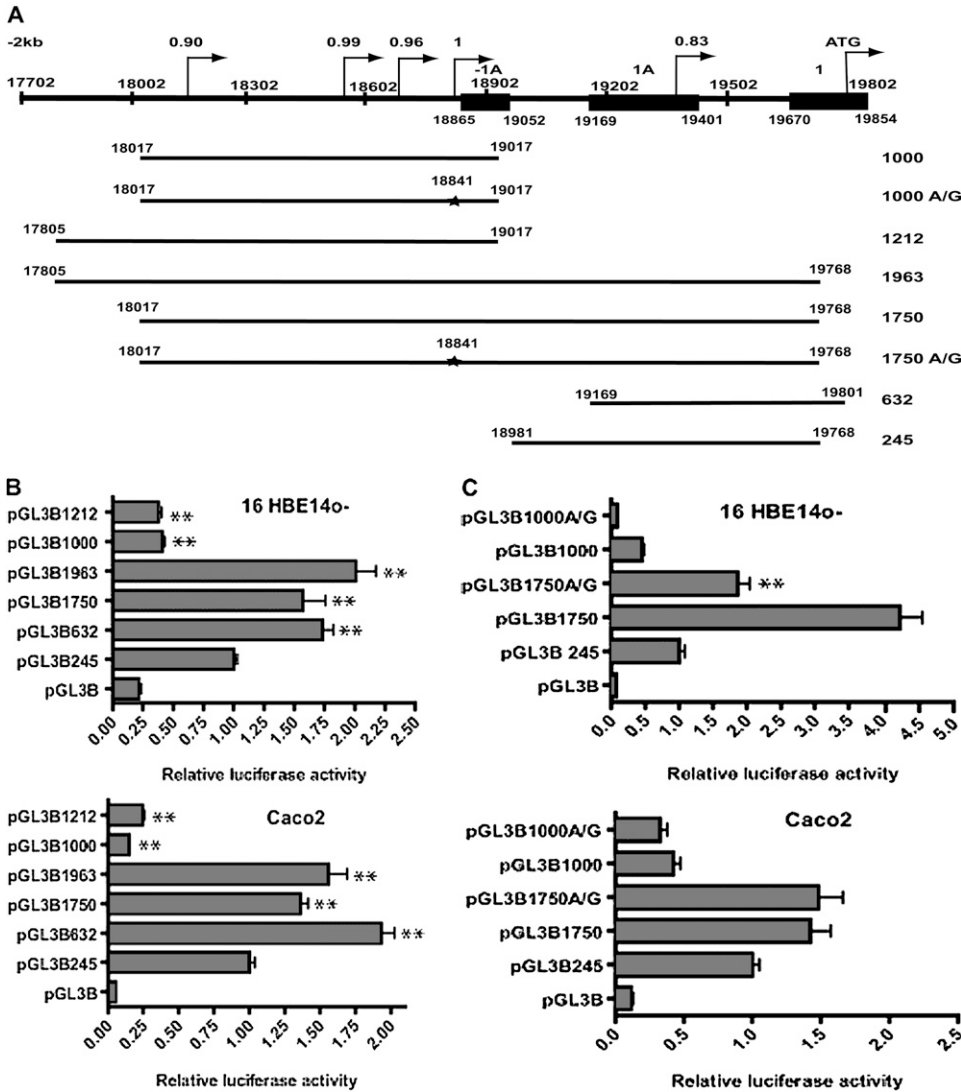 A
-2kb 0.90 0.99 0.96 1 0.83 ATG
-1A 1A 1
17702 18002 18302 18602 18902 19202 19502 19802
18865 19052 19169 19401 19670 19854
18017 19017 1000
18017 18841 19017 1000 A/G
17805 19017 1212
17805 19768 1963
18017 19768 1750
18017 18841 19768 1750 A/G
19169 19801 632
18981 19768 245
B
16 HBE14o-
pGL3B1212 **
pGL3B1000 **
pGL3B1963 **
pGL3B1750 **
pGL3B632 **
pGL3B245
pGL3B
0.00 0.25 0.50 0.75 1.00 1.25 1.50 1.75 2.00 2.25 2.50
Relative luciferase activity
Caco2
pGL3B1212 **
pGL3B1000 **
pGL3B1963 **
pGL3B1750 **
pGL3B632 **
pGL3B245
pGL3B
0.00 0.25 0.50 0.75 1.00 1.25 1.50 1.75 2.00
Relative luciferase activity
C
16 HBE14o-
pGL3B1000A/G
pGL3B1000
pGL3B1750A/G **
pGL3B1750
pGL3B 245
pGL3B
0.0 0.5 1.0 1.5 2.0 2.5 3.0 3.5 4.0 4.5 5.0
Relative luciferase activity
Caco2
pGL3B1000A/G
pGL3B1000
pGL3B1750A/G
pGL3B1750
pGL3B245
pGL3B
0.0 0.5 1.0 1.5 2.0 2.5
Relative luciferase activity